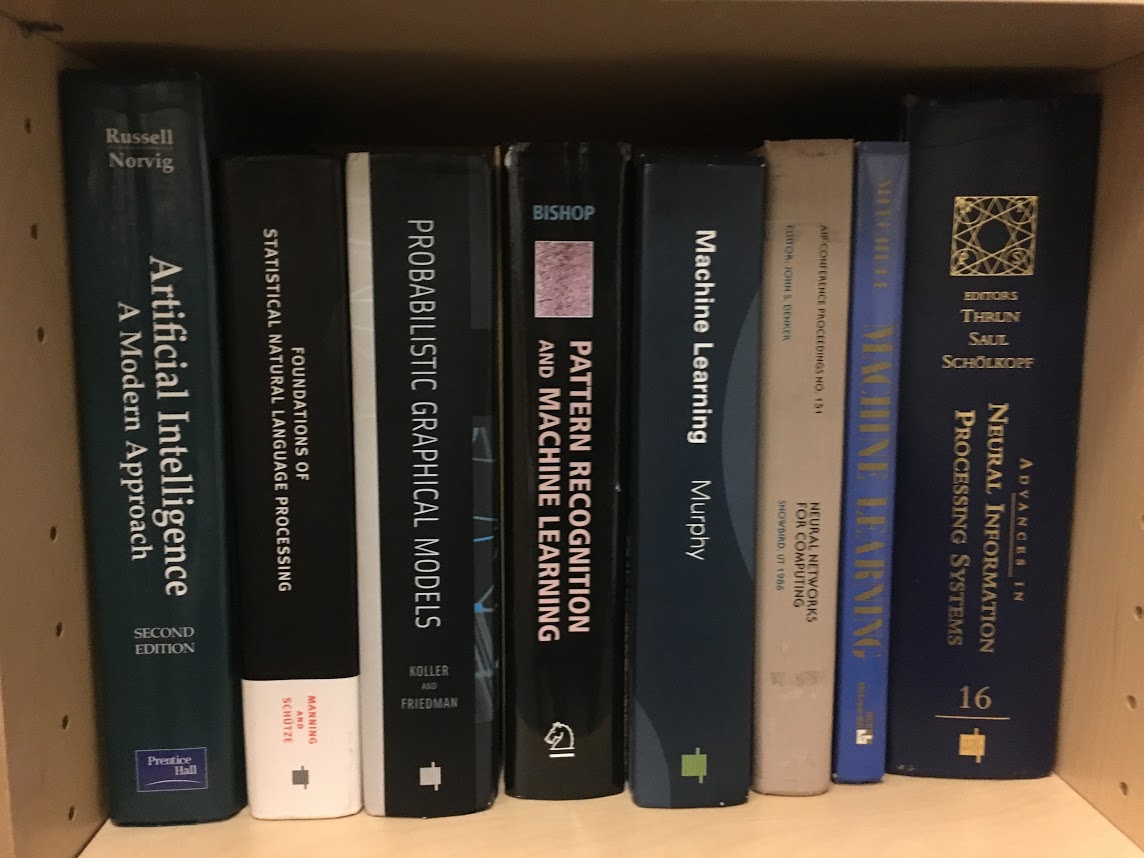 Russell
Norvig
Artificial Intelligence
A Modern Approach
SECOND
EDITION
Prentice
Hall
FOUNDATIONS OF
STATISTICAL NATURAL LANGUAGE PROCESSING
MANNING
AND
SCHÜTZE
PROBABILISTIC GRAPHICAL MODELS
KOLLER
AND
FRIEDMAN
BISHOP
PATTERN RECOGNITION
AND MACHINE LEARNING
Machine Learning Murphy
AIP CONFERENCE PROCEEDINGS NO. 151
EDITOR: JOHN S. DENKER
NEURAL NETWORKS
FOR COMPUTING
SNOWBIRD, UT 1986
MITCHELL
MACHINE LEARNING
EDITORS
THRUN
SAUL
SCHÖLKOPF
ADVANCES IN
NEURAL INFORMATION
PROCESSING SYSTEMS
16